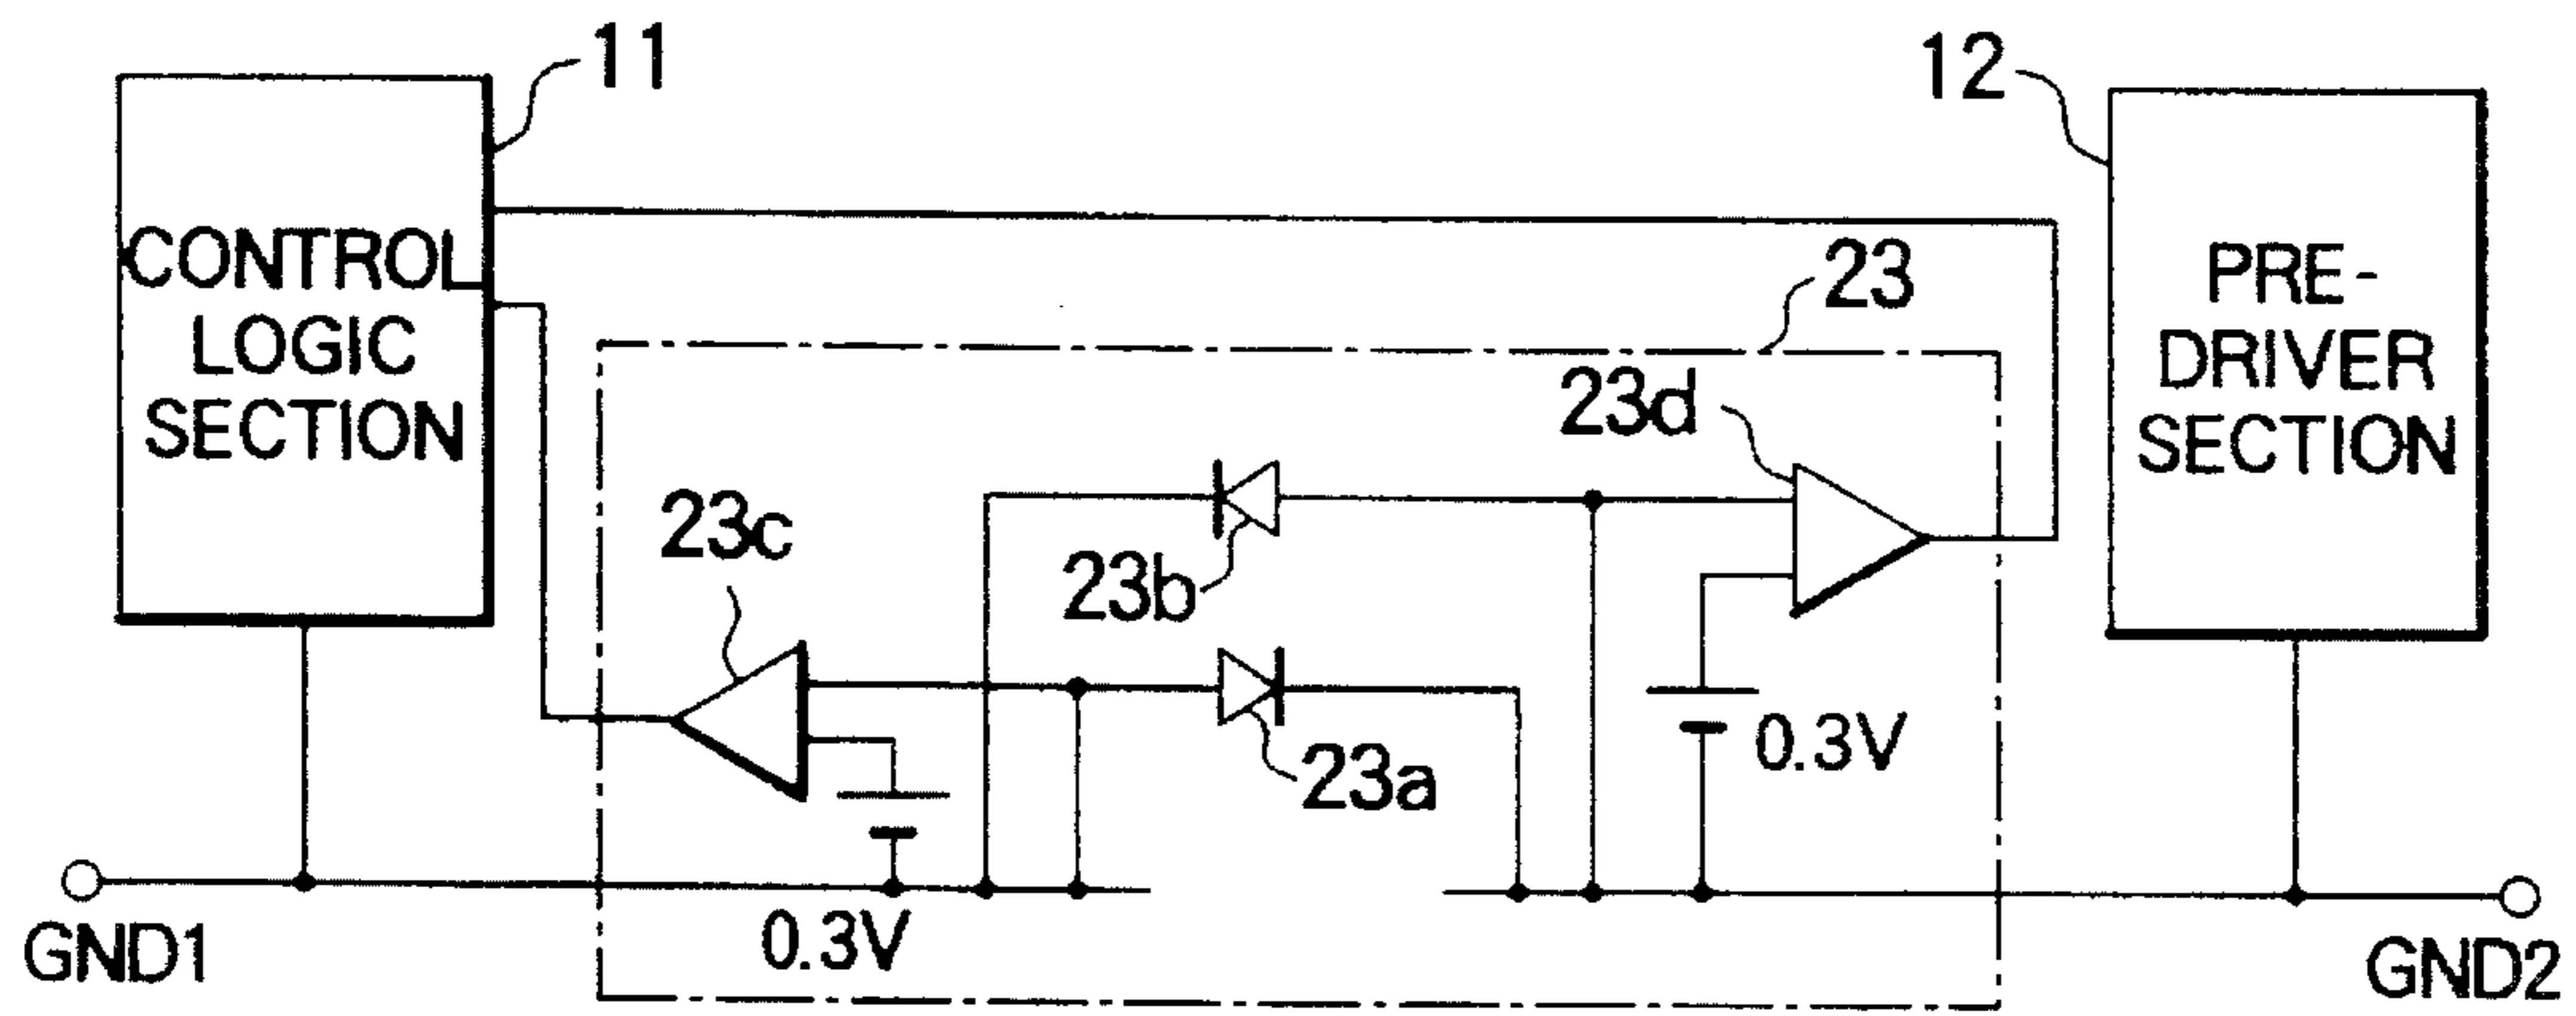 11
12
CONTROL
LOGIC
SECTION
PRE-
DRIVER
SECTION
23
23d
23c
23b
23a
0.3V
0.3V
GND1
GND2